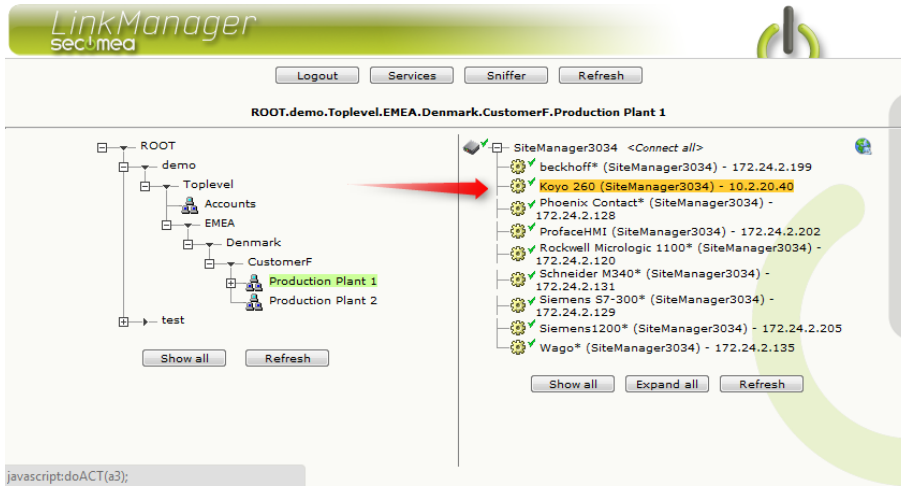 LinkManager
secomea
Logout Services Sniffer Refresh
ROOT.demo.Toplevel.EMEA.Denmark.CustomerF.Production Plant 1
ROOT
demo
Toplevel
Accounts
EMEA
Denmark
CustomerF
Production Plant 1
Production Plant 2
test
Show all Refresh
SiteManager3034 <Connect all>
beckhoff* (SiteManager3034) - 172.24.2.199
Koyo 260 (SiteManager3034) - 10.2.20.40
Phoenix Contact* (SiteManager3034) -
172.24.2.128
ProfaceHMI (SiteManager3034) - 172.24.2.202
Rockwell Micrologic 1100* (SiteManager3034) -
172.24.2.120
Schneider M340* (SiteManager3034) -
172.24.2.131
Siemens S7-300* (SiteManager3034) -
172.24.2.129
Siemens1200* (SiteManager3034) - 172.24.2.205
Wago* (SiteManager3034) - 172.24.2.135
Show all Expand all Refresh
javascript:doACT(a3);